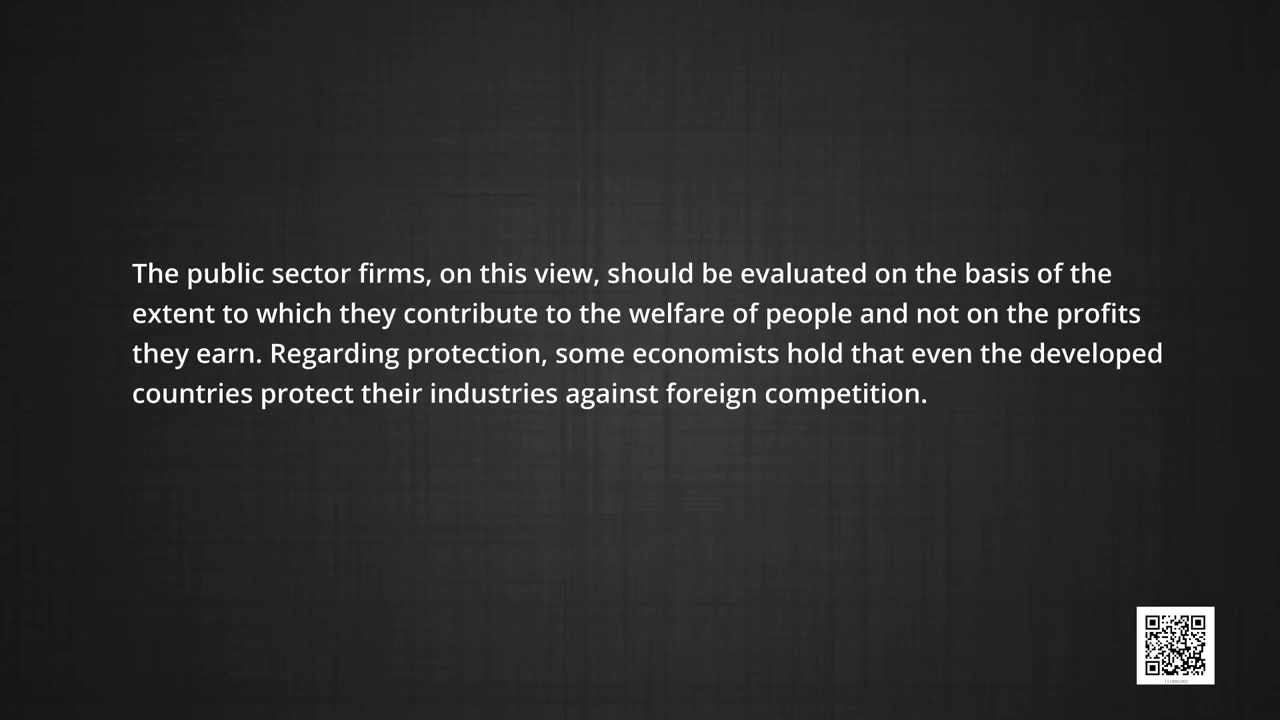 The public sector firms, on this view, should be evaluated on the basis of the
extent to which they contribute to the welfare of people and not on the profits
they earn. Regarding protection, some economists hold that even the developed
countries protect their industries against foreign competition.